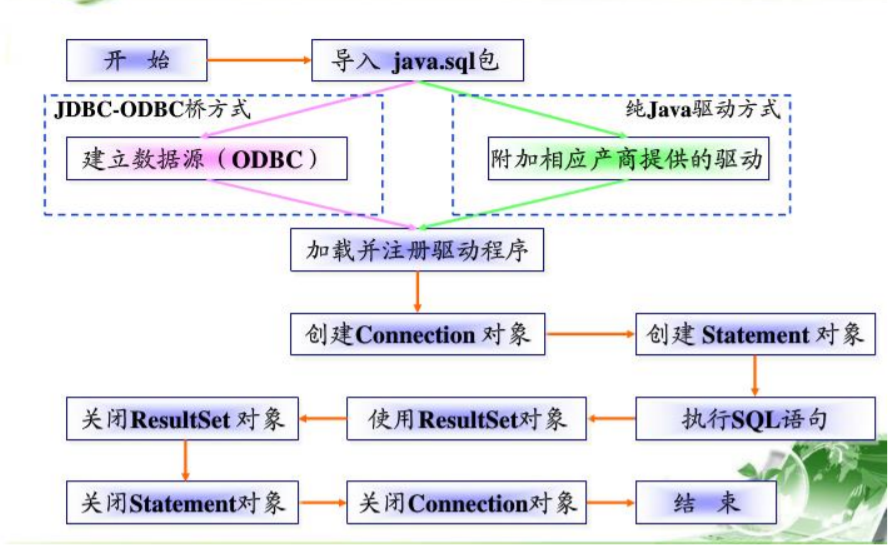 开 始
导入 java.sql包
JDBC-ODBC桥方式
纯Java驱动方式
建立数据源（ODBC）
附加相应产商提供的驱动
加载并注册驱动程序
创建Connection 对象
创建 Statement 对象
关闭ResultSet 对象
使用ResultSet对象
执行SQL语句
关闭Statement对象
关闭Connection对象
结 束